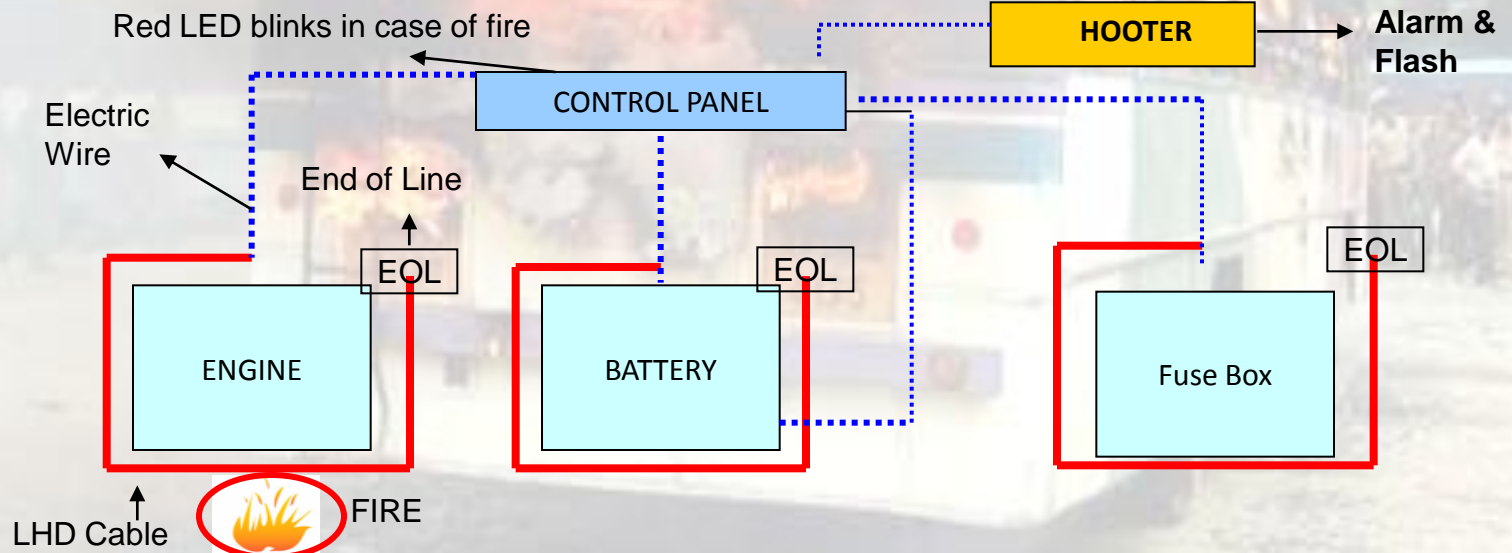 Red LED blinks in case of fire
HOOTER
Alarm &
Flash
CONTROL PANEL
Electric
Wire
End of Line
EOL
EOL
EOL
ENGINE
BATTERY
Fuse Box
LHD Cable
FIRE